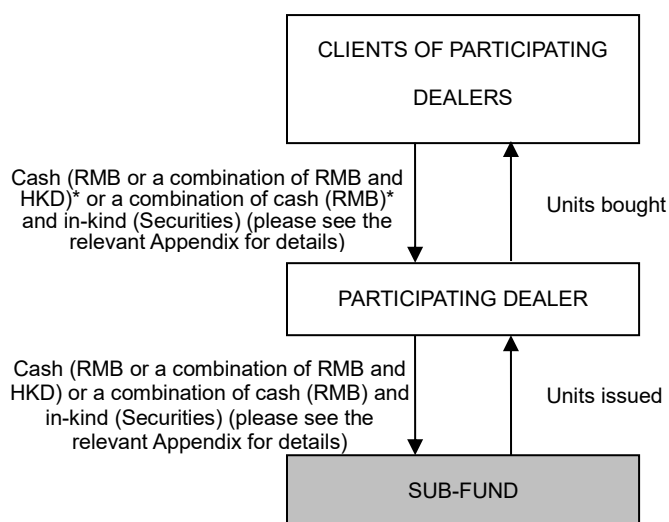 CLIENTS OF PARTICIPATING
DEALERS
Cash (RMB or a combination of RMB and
HKD)* or a combination of cash (RMB)*
and in-kind (Securities) (please see the
relevant Appendix for details)
Units bought
PARTICIPATING DEALER
Cash (RMB or a combination of RMB and
HKD) or a combination of cash (RMB) and
in-kind (Securities) (please see the
relevant Appendix for details)
Units issued
SUB-FUND